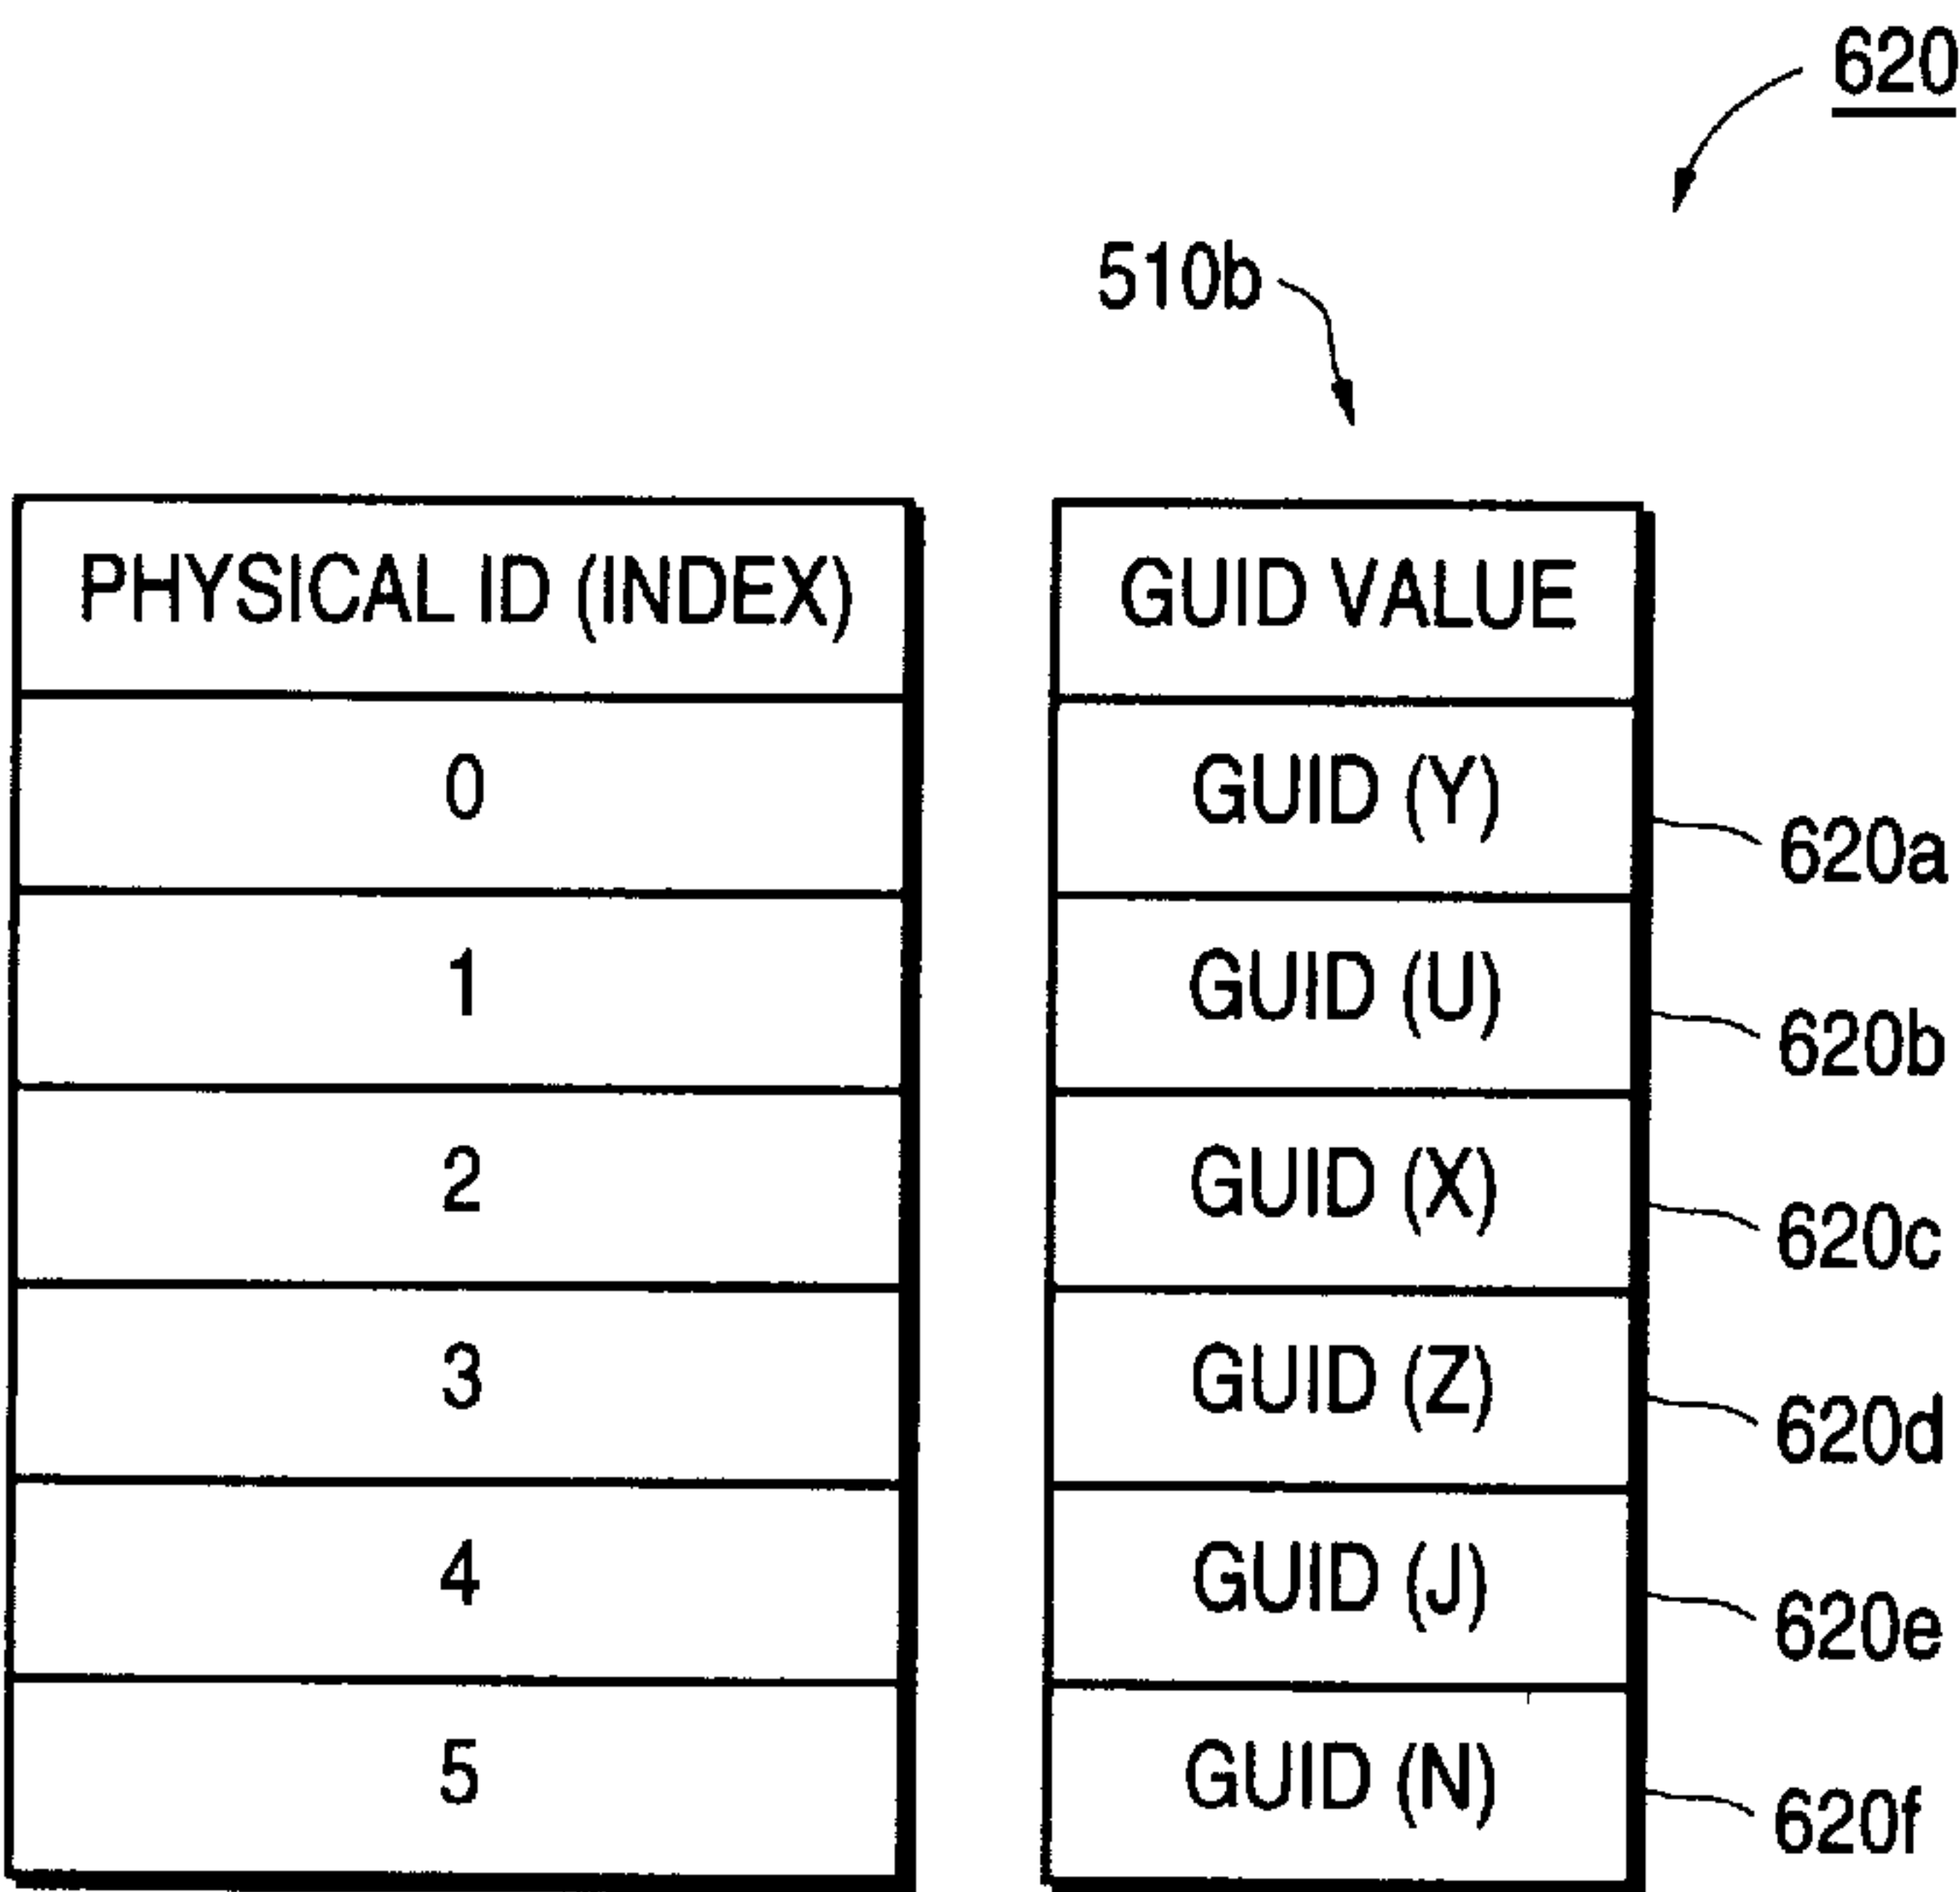 620
510b
PHYSICAL ID (INDEX) GUID VALUE
0 GUID (Y)
620a
1 GUID (U)
620b
2 GUID (X)
620c
3 GUID (Z)
620d
4 GUID (J)
620e
5 GUID (N)
620f